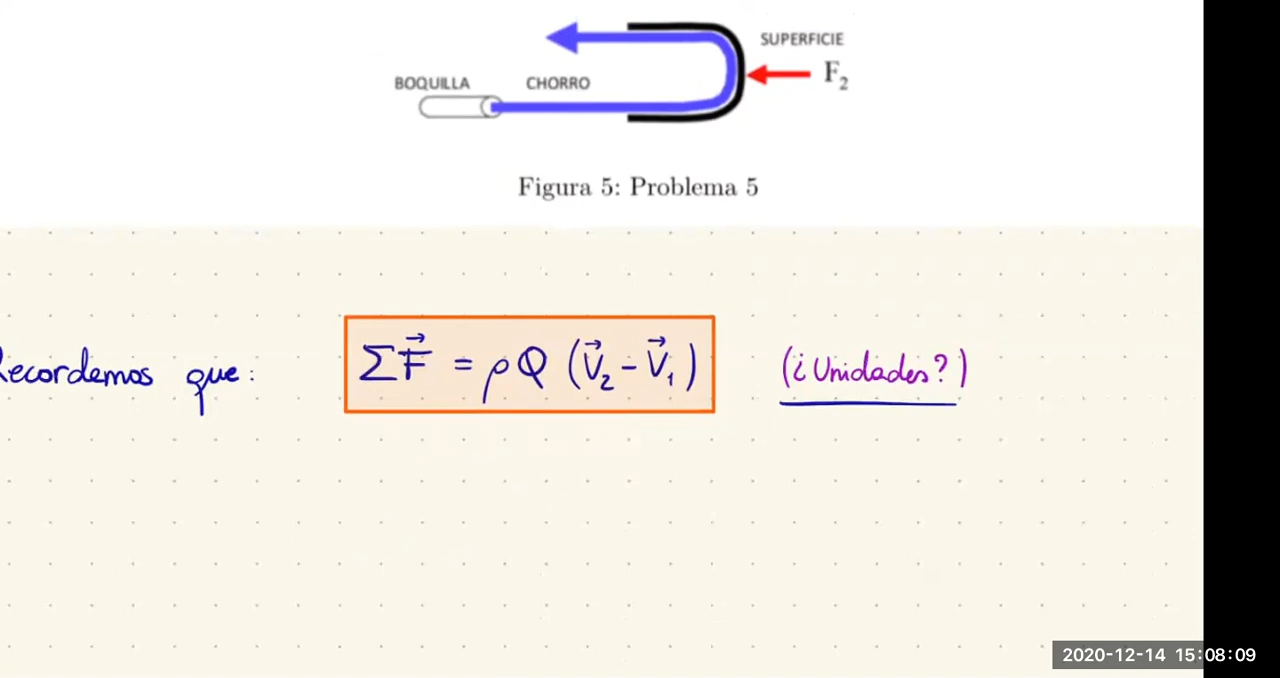 SUPERFICIE
F₂
BOQUILLA CHORRO
Figura 5: Problema 5
Recordemos que: ΣF⃗ = ρQ (V⃗₂ - V⃗₁) (¿Unidades?)
2020-12-14 15:08:09